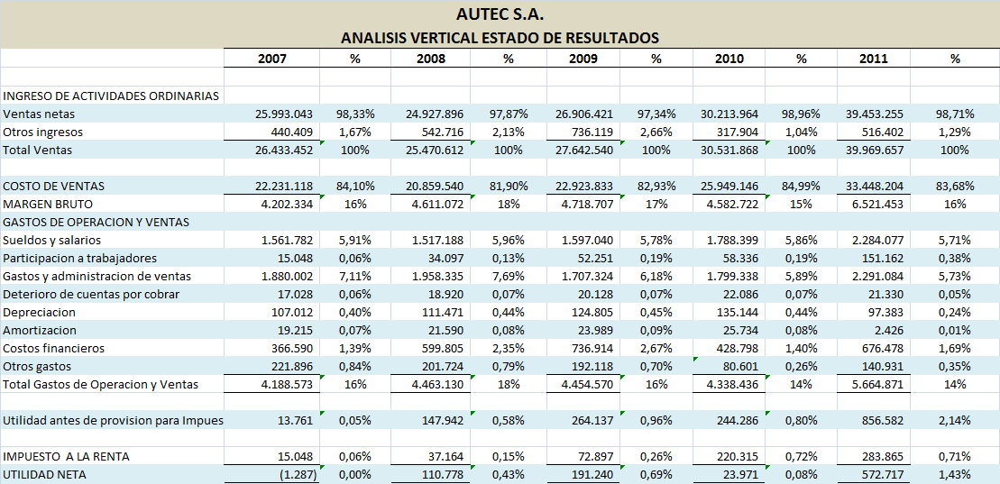 AUTEC S.A.
ANALISIS VERTICAL ESTADO DE RESULTADOS
2007 % 2008 % 2009 % 2010 % 2011 %
INGRESO DE ACTIVIDADES ORDINARIAS
Ventas netas 25.993.043 98,33% 24.927.896 97,87% 26.906.421 97,34% 30.213.964 98,96% 39.453.255 98,71%
Otros ingresos 440.409 1,67% 542.716 2,13% 736.119 2,66% 317.904 1,04% 516.402 1,29%
Total Ventas 26.433.452 100% 25.470.612 100% 27.642.540 100% 30.531.868 100% 39.969.657 100%
COSTO DE VENTAS 22.231.118 84,10% 20.859.540 81,90% 22.923.833 82,93% 25.949.146 84,99% 33.448.204 83,68%
MARGEN BRUTO 4.202.334 16% 4.611.072 18% 4.718.707 17% 4.582.722 15% 6.521.453 16%
GASTOS DE OPERACION Y VENTAS
Sueldos y salarios 1.561.782 5,91% 1.517.188 5,96% 1.597.040 5,78% 1.788.399 5,86% 2.284.077 5,71%
Participacion a trabajadores 15.048 0,06% 34.097 0,13% 52.251 0,19% 58.336 0,19% 151.162 0,38%
Gastos y administracion de ventas 1.880.002 7,11% 1.958.335 7,69% 1.707.324 6,18% 1.799.338 5,89% 2.291.084 5,73%
Deterioro de cuentas por cobrar 17.028 0,06% 18.920 0,07% 20.128 0,07% 22.086 0,07% 21.330 0,05%
Depreciacion 107.012 0,40% 111.471 0,44% 124.805 0,45% 135.144 0,44% 97.383 0,24%
Amortizacion 19.215 0,07% 21.590 0,08% 23.989 0,09% 25.734 0,08% 2.426 0,01%
Costos financieros 366.590 1,39% 599.805 2,35% 736.914 2,67% 428.798 1,40% 676.478 1,69%
Otros gastos 221.896 0,84% 201.724 0,79% 192.118 0,70% 80.601 0,26% 140.931 0,35%
Total Gastos de Operacion y Ventas 4.188.573 16% 4.463.130 18% 4.454.570 16% 4.338.436 14% 5.664.871 14%
Utilidad antes de provision para Impues 13.761 0,05% 147.942 0,58% 264.137 0,96% 244.286 0,80% 856.582 2,14%
IMPUESTO A LA RENTA 15.048 0,06% 37.164 0,15% 72.897 0,26% 220.315 0,72% 283.865 0,71%
UTILIDAD NETA (1.287) 0,00% 110.778 0,43% 191.240 0,69% 23.971 0,08% 572.717 1,43%